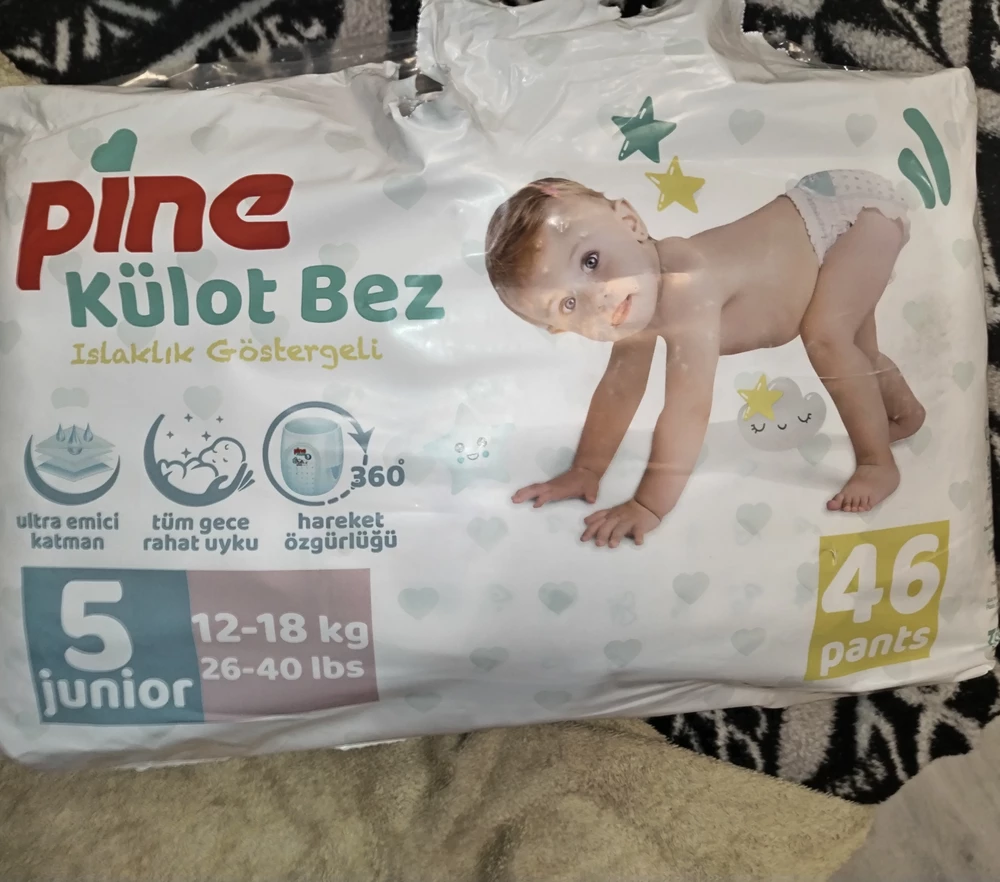 pine
Külot Bez
Islaklık Göstergeli
360°
ultra emici
katman
tüm gece
rahat uyku
hareket
özgürlüğü
5
junior
12-18 kg
26-40 lbs
46
pants